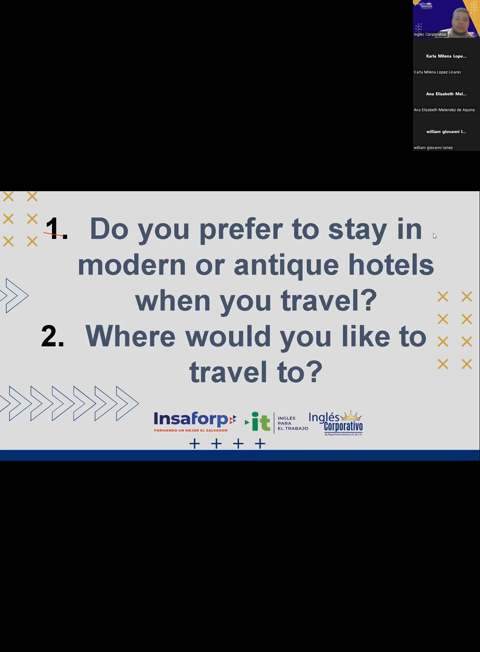 Inglés Corporativo
Karla Milena Lope...
Karla Milena Lopez Linares
Ana Elizabeth Mel...
Ana Elizabeth Melendez de Aquino
william giovanni l...
william giovanni lainez
1. Do you prefer to stay in
modern or antique hotels
when you travel?
2. Where would you like to
travel to?
Insaforp
FORMANDO UN MEJOR EL SALVADOR
it
INGLÉS
PARA
EL TRABAJO
Inglés
Corporativo